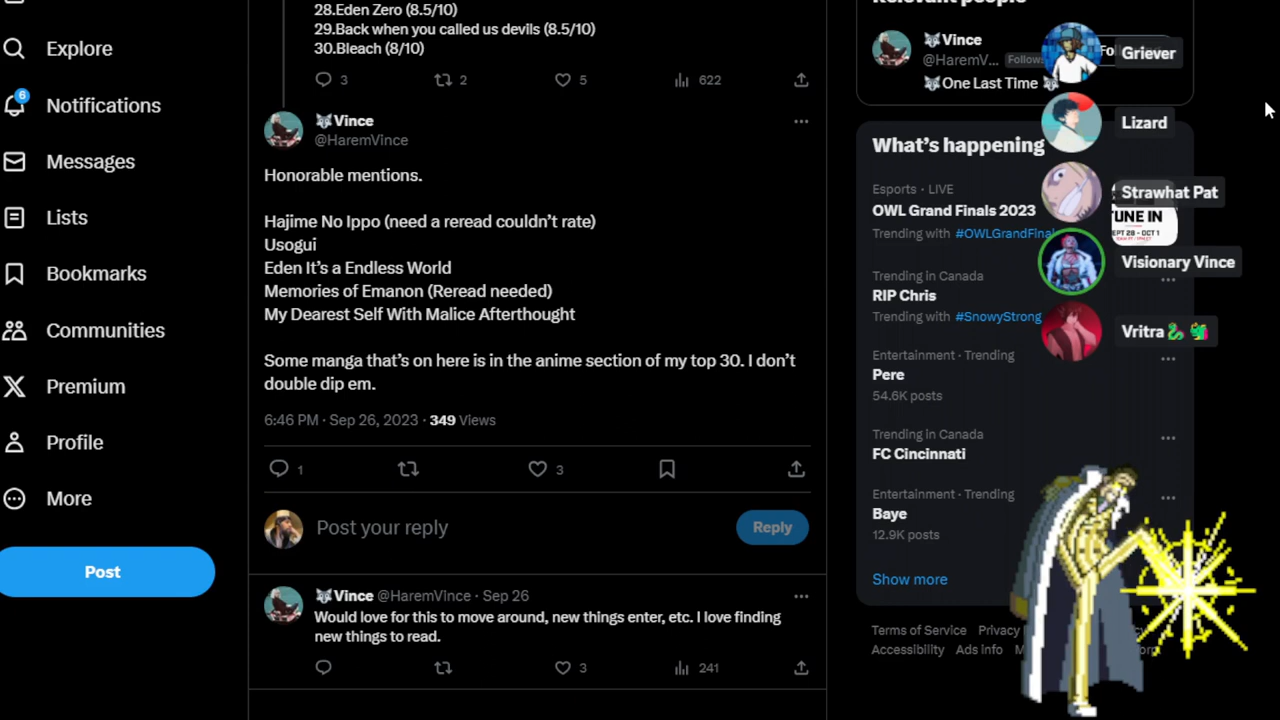 Explore
Notifications
6
Messages
Lists
Bookmarks
Communities
Premium
Profile
More
Post
28.Eden Zero (8.5/10)
29.Back when you called us devils (8.5/10)
30.Bleach (8/10)
3
2
5
622
Vince
@HaremVince
Honorable mentions.
Hajime No Ippo (need a reread couldn't rate)
Usogui
Eden It's a Endless World
Memories of Emanon (Reread needed)
My Dearest Self With Malice Afterthought
Some manga that's on here is in the anime section of my top 30. I don't
double dip em.
6:46 PM · Sep 26, 2023 · 349 Views
1
3
Post your reply
Reply
Vince @HaremVince · Sep 26
Would love for this to move around, new things enter, etc. I love finding
new things to read.
3
241
Relevant people
Vince
@HaremV...
Follows
One Last Time
What's happening
Esports · LIVE
OWL Grand Finals 2023
Trending with #OWLGrandFinal
TUNE IN
SEPT 28 - OCT 1
Trending in Canada
RIP Chris
Trending with #SnowyStrong
Entertainment · Trending
Pere
54.6K posts
Trending in Canada
FC Cincinnati
Entertainment · Trending
Baye
12.9K posts
Show more
Terms of Service Privacy
Accessibility Ads info
Griever
Lizard
Strawhat Pat
Visionary Vince
Vritra